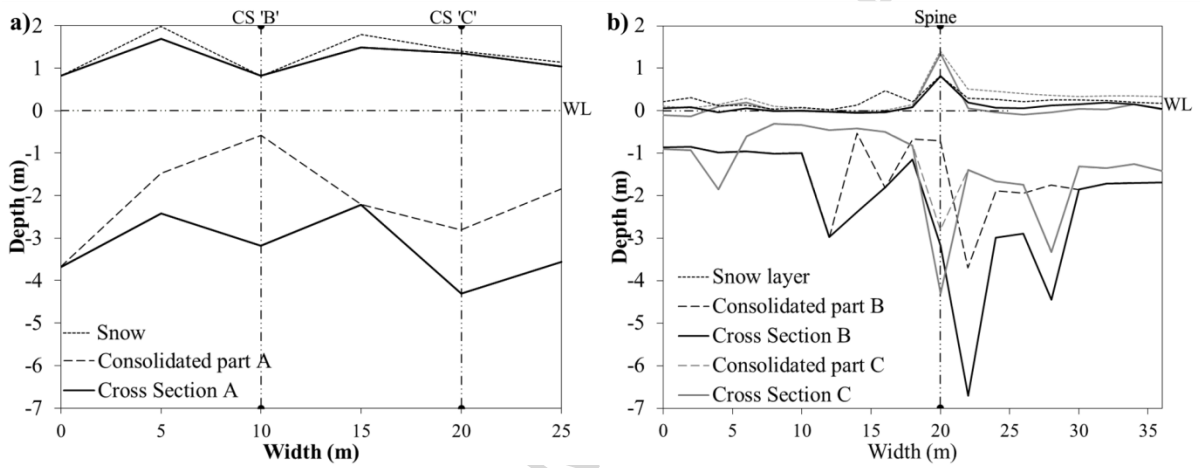 a)
CS 'B'
CS 'C'
2
1
0
-1
-2
-3
-4
-5
-6
-7
WL
Depth (m)
Snow
Consolidated part A
Cross Section A
0 5 10 15 20 25
Width (m)
b)
Spine
2
1
0
-1
-2
-3
-4
-5
-6
-7
WL
Depth (m)
Snow layer
Consolidated part B
Cross Section B
Consolidated part C
Cross Section C
0 5 10 15 20 25 30 35
Width (m)